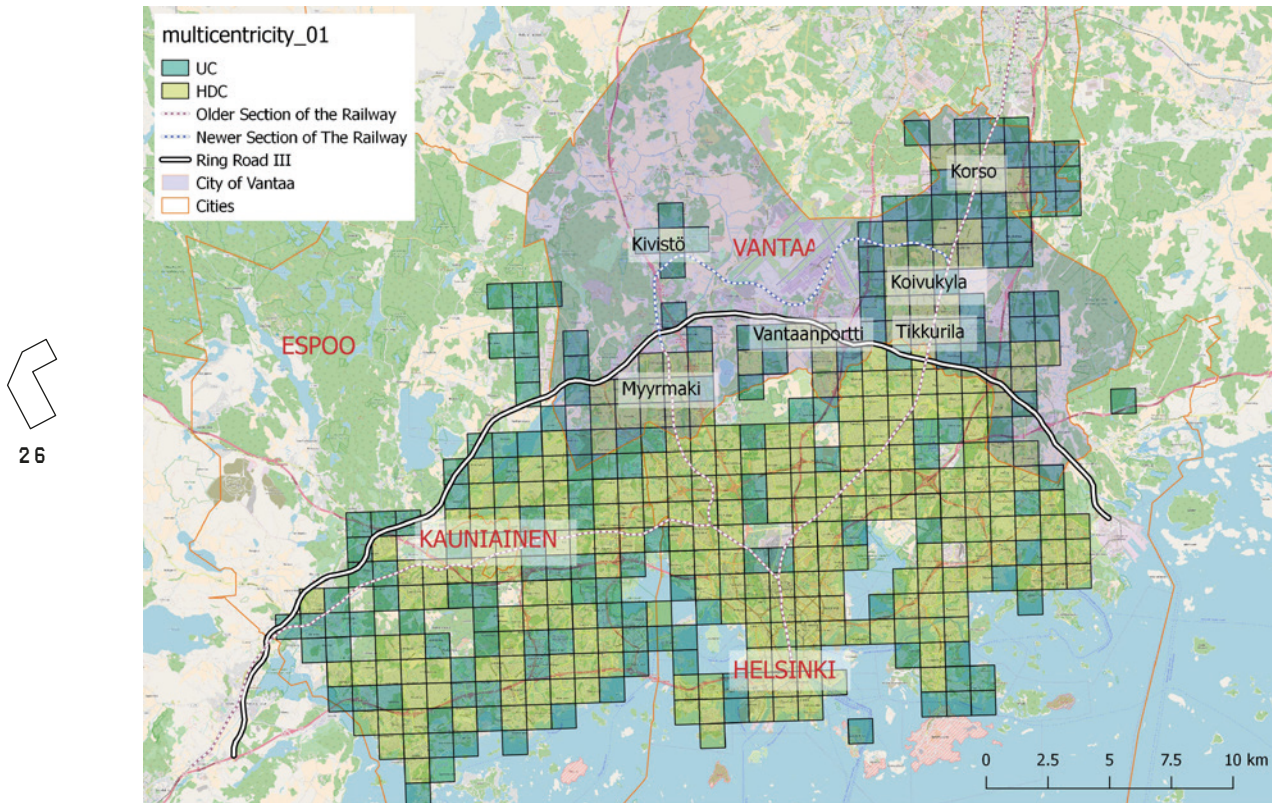 multicentricity_01
UC
HDC
Older Section of the Railway
Newer Section of The Railway
Ring Road III
City of Vantaa
Cities
Korso
Kivistö
VANTAA
Koivukyla
ESPOO
Vantaanportti
Tikkurila
Myyrmaki
26
KAUNIAINEN
HELSINKI
0 2.5 5 7.5 10 km